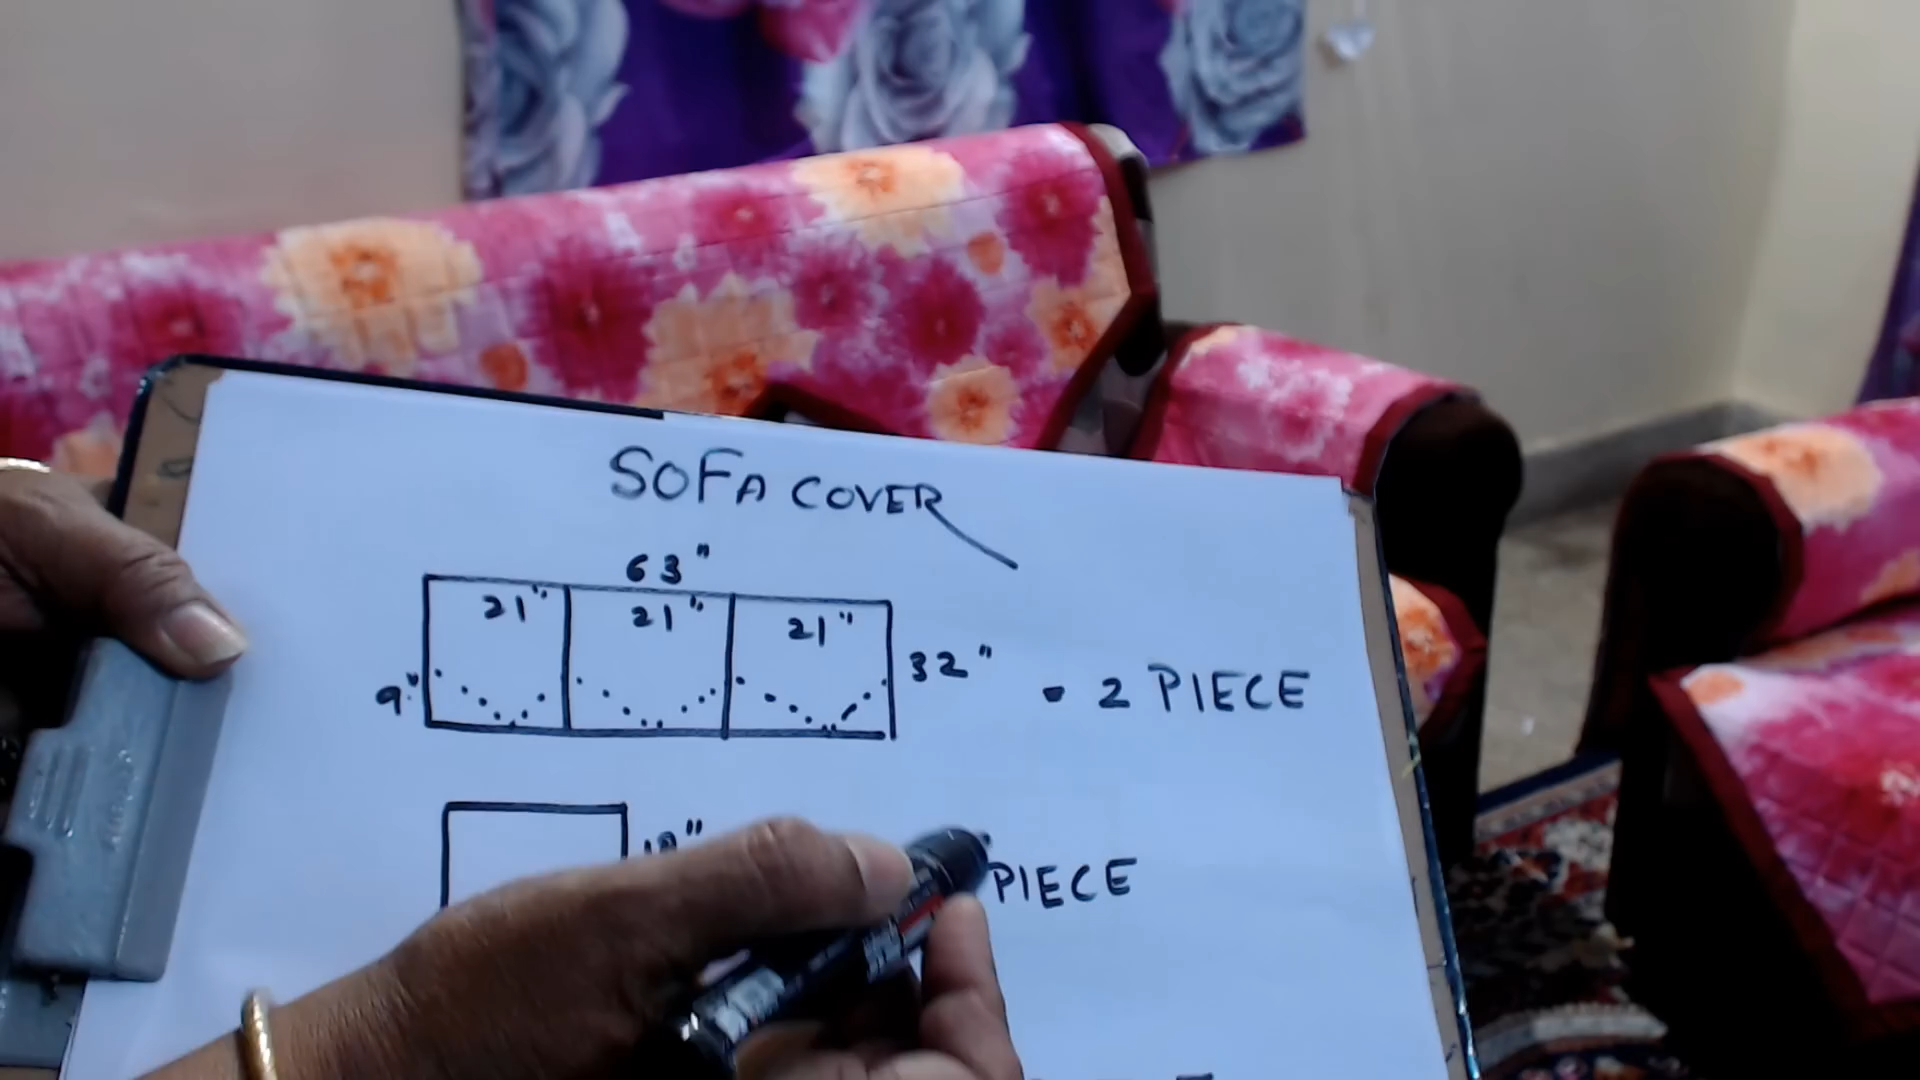 SOFA COVER
63"
21" 21" 21"
32"
9"
2 PIECE
PIECE